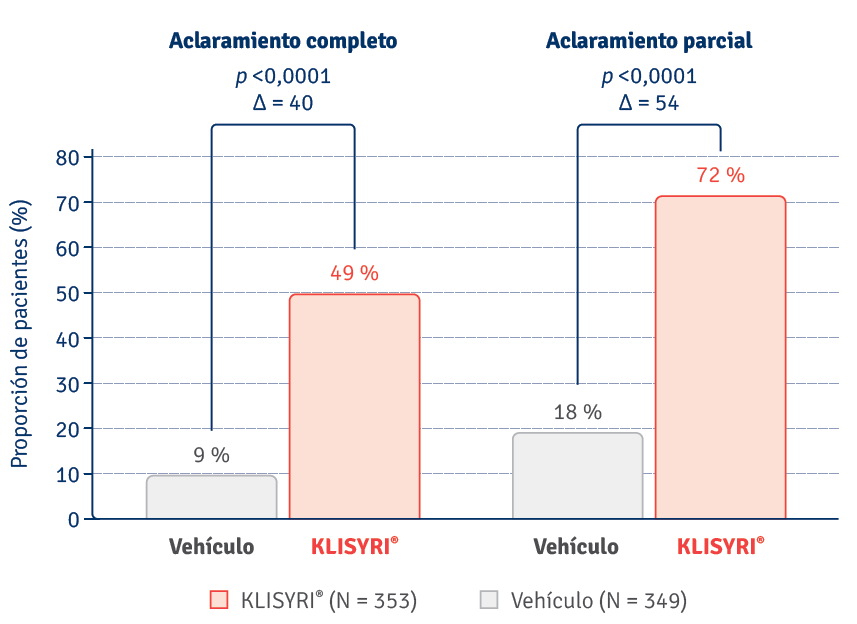 Aclaramiento completo
p <0,0001
Δ = 40
Aclaramiento parcial
p <0,0001
Δ = 54
Proporción de pacientes (%)
80
70
60
50
40
30
20
10
0
9 %
49 %
18 %
72 %
Vehículo
KLISYRI®
Vehículo
KLISYRI®
KLISYRI® (N = 353)
Vehículo (N = 349)